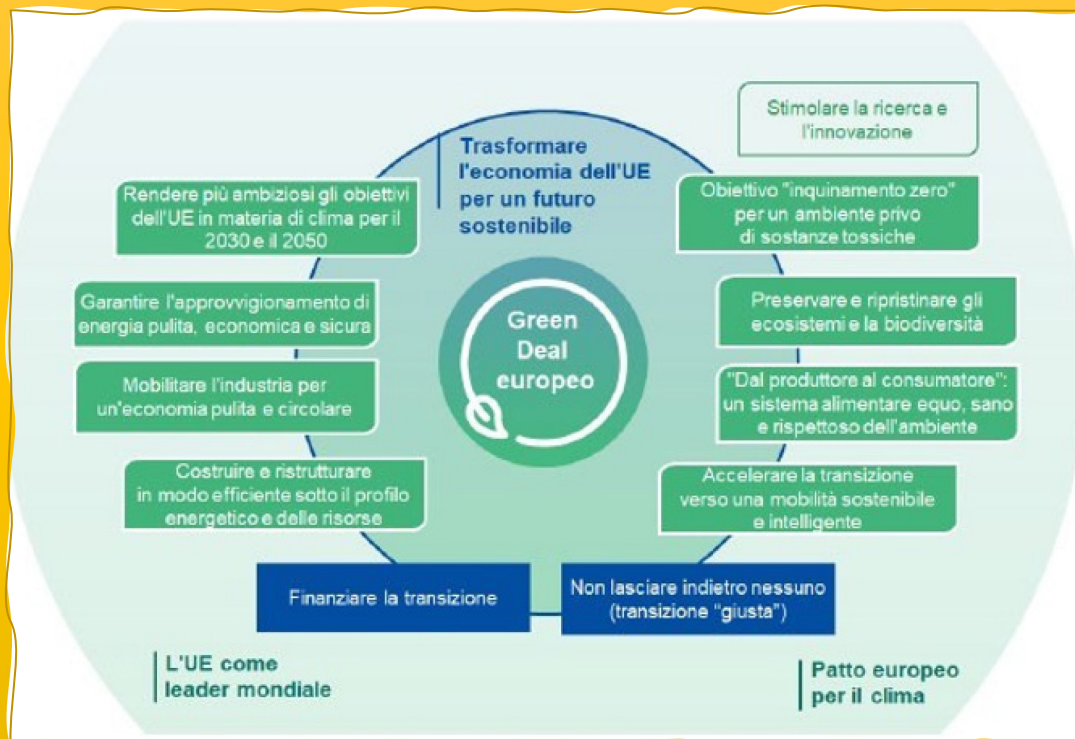 Stimolare la ricerca e
l'innovazione
Trasformare
l'economia dell'UE
per un futuro
sostenibile
Rendere più ambiziosi gli obiettivi
dell'UE in materia di clima per il
2030 e il 2050
Obiettivo "inquinamento zero"
per un ambiente privo
di sostanze tossiche
Garantire l'approvvigionamento di
energia pulita, economica e sicura
Preservare e ripristinare gli
ecosistemi e la biodiversità
Green
Deal
europeo
Mobilitare l'industria per
un'economia pulita e circolare
"Dal produttore al consumatore":
un sistema alimentare equo, sano
e rispettoso dell'ambiente
Costruire e ristrutturare
in modo efficiente sotto il profilo
energetico e delle risorse
Accelerare la transizione
verso una mobilità sostenibile
e intelligente
Finanziare la transizione
Non lasciare indietro nessuno
(transizione “giusta”)
L'UE come
leader mondiale
Patto europeo
per il clima